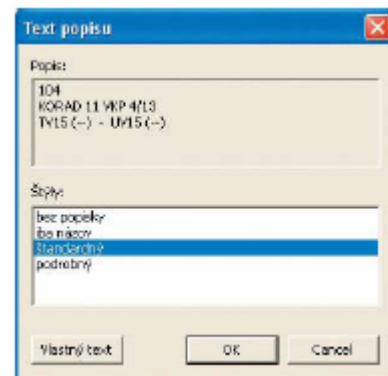 Text popisu
Popis:
104
KORAD 11 VKP 4/13
TV15 (--) - UV15 (--)
Štýly:
bez popisky
iba názov
štandardný
podrobný
Vlastný text
OK
Cancel